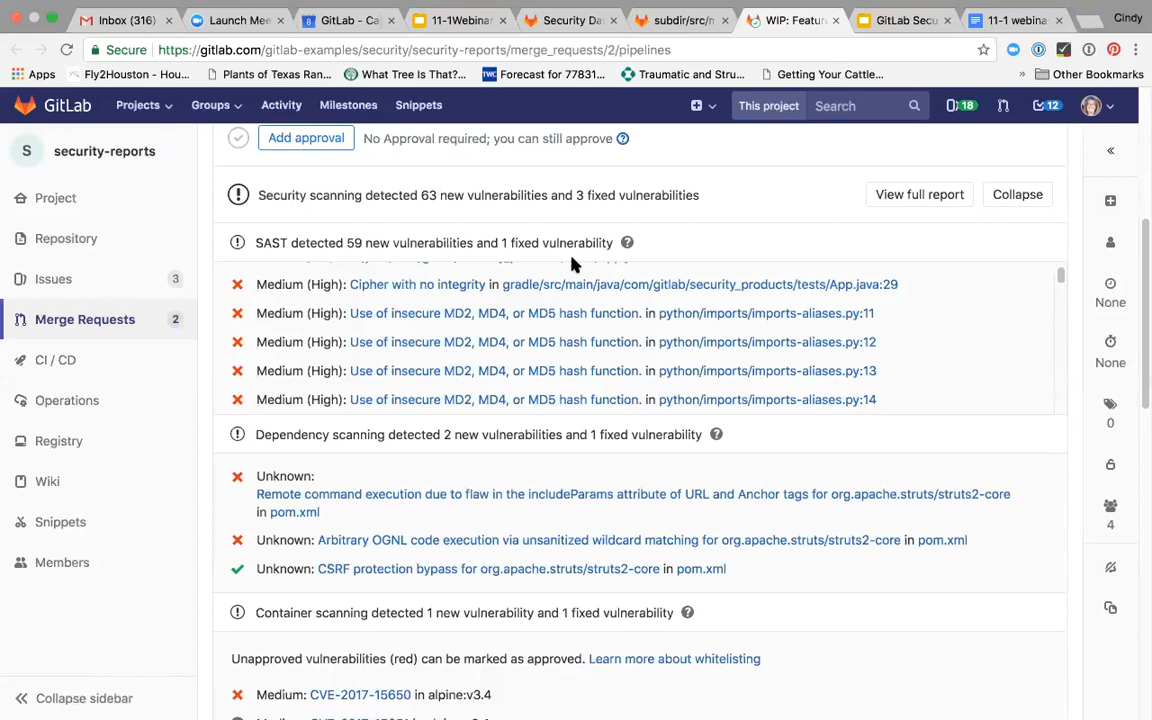 Inbox (316)
Launch Mee
GitLab - Ca
11-1Webina
Security Da
subdir/src/n
WIP: Featur
GitLab Secu
11-1 webina
Cindy
Secure
https://gitlab.com/gitlab-examples/security/security-reports/merge_requests/2/pipelines
Apps
Fly2Houston - Hou...
Plants of Texas Ran...
What Tree Is That?...
Forecast for 77831...
Traumatic and Stru...
Getting Your Cattle...
»
Other Bookmarks
GitLab
Projects
Groups
Activity
Milestones
Snippets
This project
Search
18
12
S
security-reports
Project
Repository
Issues
3
Merge Requests
2
CI / CD
Operations
Registry
Wiki
Snippets
Members
Collapse sidebar
Add approval
No Approval required; you can still approve
Security scanning detected 63 new vulnerabilities and 3 fixed vulnerabilities
View full report
Collapse
SAST detected 59 new vulnerabilities and 1 fixed vulnerability
Medium (High): Cipher with no integrity in gradle/src/main/java/com/gitlab/security_products/tests/App.java:29
Medium (High): Use of insecure MD2, MD4, or MD5 hash function. in python/imports/imports-aliases.py:11
Medium (High): Use of insecure MD2, MD4, or MD5 hash function. in python/imports/imports-aliases.py:12
Medium (High): Use of insecure MD2, MD4, or MD5 hash function. in python/imports/imports-aliases.py:13
Medium (High): Use of insecure MD2, MD4, or MD5 hash function. in python/imports/imports-aliases.py:14
Dependency scanning detected 2 new vulnerabilities and 1 fixed vulnerability
Unknown:
Remote command execution due to flaw in the includeParams attribute of URL and Anchor tags for org.apache.struts/struts2-core
in pom.xml
Unknown: Arbitrary OGNL code execution via unsanitized wildcard matching for org.apache.struts/struts2-core in pom.xml
Unknown: CSRF protection bypass for org.apache.struts/struts2-core in pom.xml
Container scanning detected 1 new vulnerability and 1 fixed vulnerability
Unapproved vulnerabilities (red) can be marked as approved. Learn more about whitelisting
Medium: CVE-2017-15650 in alpine:v3.4
None
None
0
4